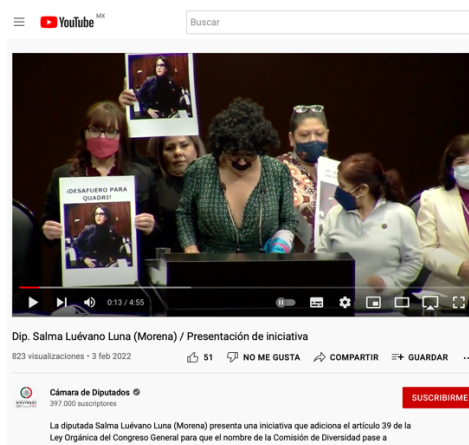 YouTube MX
Buscar
¡DESAFUERO PARA
QUADRI!
0:13 / 4:55
Dip. Salma Luévano Luna (Morena) / Presentación de iniciativa
823 visualizaciones • 3 feb 2022
51
NO ME GUSTA
COMPARTIR
GUARDAR
Cámara de Diputados
397.000 suscriptores
SUSCRIBIRME
La diputada Salma Luévano Luna (Morena) presenta una iniciativa que adiciona el artículo 39 de la
Ley Orgánica del Congreso General para que el nombre de la Comisión de Diversidad pase a